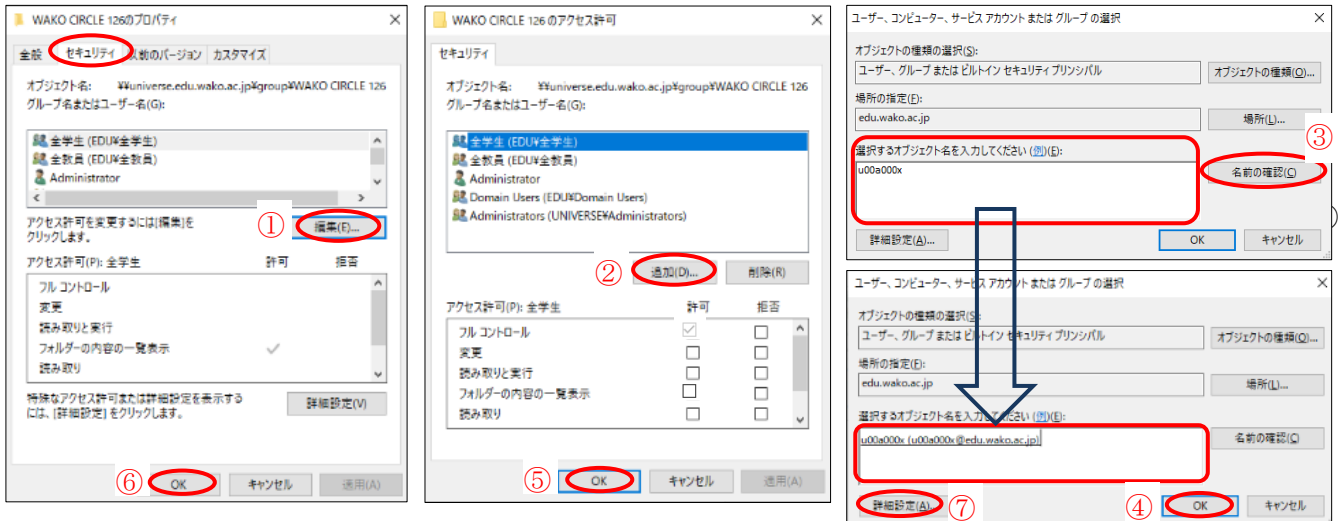 WAKO CIRCLE 126のプロパティ
全般 セキュリティ 以前のバージョン カスタマイズ
オブジェクト名: ¥¥universe.edu.wako.ac.jp¥group¥WAKO CIRCLE 126
グループ名またはユーザー名(G):
全学生 (EDU¥全学生)
全教員 (EDU¥全教員)
Administrator
アクセス許可を変更するには[編集]を
クリックします。
① 編集(E)...
アクセス許可(P): 全学生 許可 拒否
フル コントロール
変更
読み取りと実行
フォルダーの内容の一覧表示
読み取り
特殊なアクセス許可または詳細設定を表示する
には、[詳細設定] をクリックします。
詳細設定(V)
⑥ OK キャンセル 適用(A)
WAKO CIRCLE 126 のアクセス許可
セキュリティ
オブジェクト名: ¥¥universe.edu.wako.ac.jp¥group¥WAKO CIRCLE 126
グループ名またはユーザー名(G):
全学生 (EDU¥全学生)
全教員 (EDU¥全教員)
Administrator
Domain Users (EDU¥Domain Users)
Administrators (UNIVERSE¥Administrators)
② 追加(D)... 削除(R)
アクセス許可(P): 全学生 許可 拒否
フル コントロール
変更
読み取りと実行
フォルダーの内容の一覧表示
読み取り
⑤ OK キャンセル 適用(A)
ユーザー、コンピューター、サービス アカウント または グループ の選択
オブジェクトの種類の選択(S):
ユーザー、グループ または ビルトイン セキュリティ プリンシパル オブジェクトの種類(O)...
場所の指定(F):
edu.wako.ac.jp 場所(L)...
③
選択するオブジェクト名を入力してください (例)(E):
u00a000x 名前の確認(C)
詳細設定(A)... OK キャンセル
ユーザー、コンピューター、サービス アカウント または グループ の選択
オブジェクトの種類の選択(S):
ユーザー、グループ または ビルトイン セキュリティ プリンシパル オブジェクトの種類(O)...
場所の指定(F):
edu.wako.ac.jp 場所(L)...
選択するオブジェクト名を入力してください (例)(E):
u00a000x (u00a000x@edu.wako.ac.jp) 名前の確認(C)
詳細設定(A)... ⑦ ④ OK キャンセル